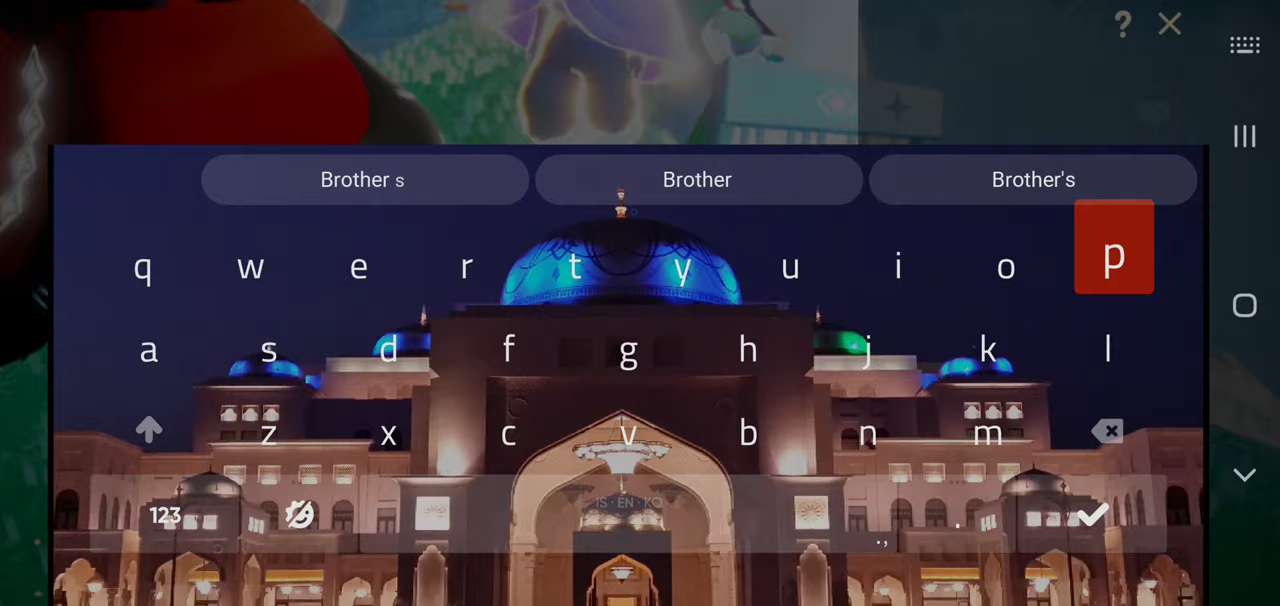 ?
Brother s Brother Brother's
q w e r t y u i o p
a s d f g h j k l
z x c v b n m
IS · EN · KO
123 .
.,